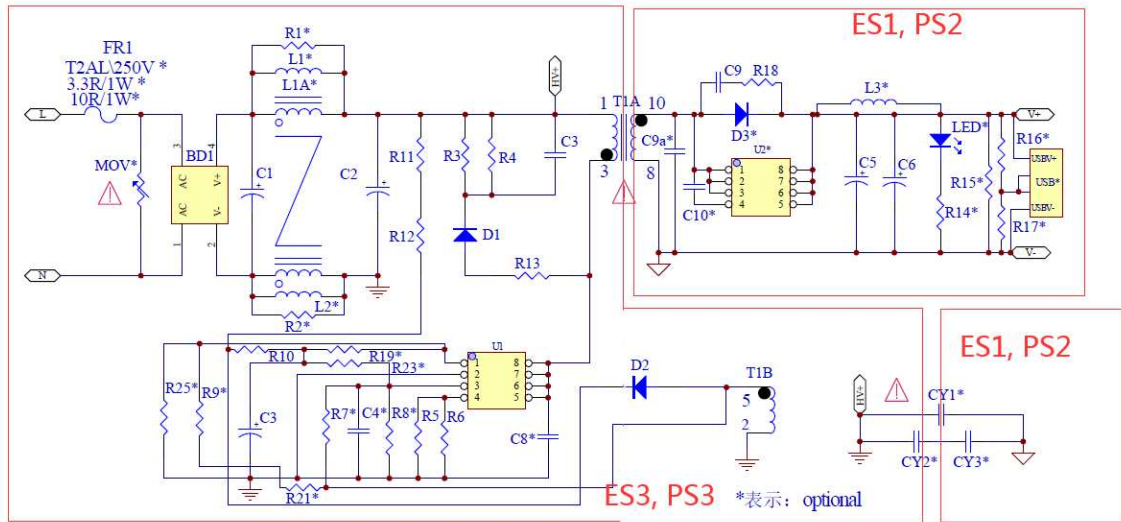 ES1, PS2
R1*
FR1
T2AL\250V *
3.3R/1W *
10R/1W*
L1*
L1A*
HV+
C9
R18
L3*
L
1
T1A
10
V+
D3*
C9a*
LED*
R16*
MOV*
BD1
3
4
AC
V+
AC
V-
1
2
C1
C2
R11
R3
R4
C3
3
8
U2*
1
8
2
7
3
6
4
5
C10*
C5
C6
R15*
R14*
USBV+
USB*
USBV-
R17*
R12
D1
R13
N
V-
L2*
R2*
U1
R10
R19*
R23*
1
8
2
7
3
6
4
5
D2
T1B
5
2
ES1, PS2
HV+
CY1*
CY2*
CY3*
R25*
R9*
C3
R7*
C4*
R8*
R5
R6
C8*
R21*
ES3, PS3
*表示：optional